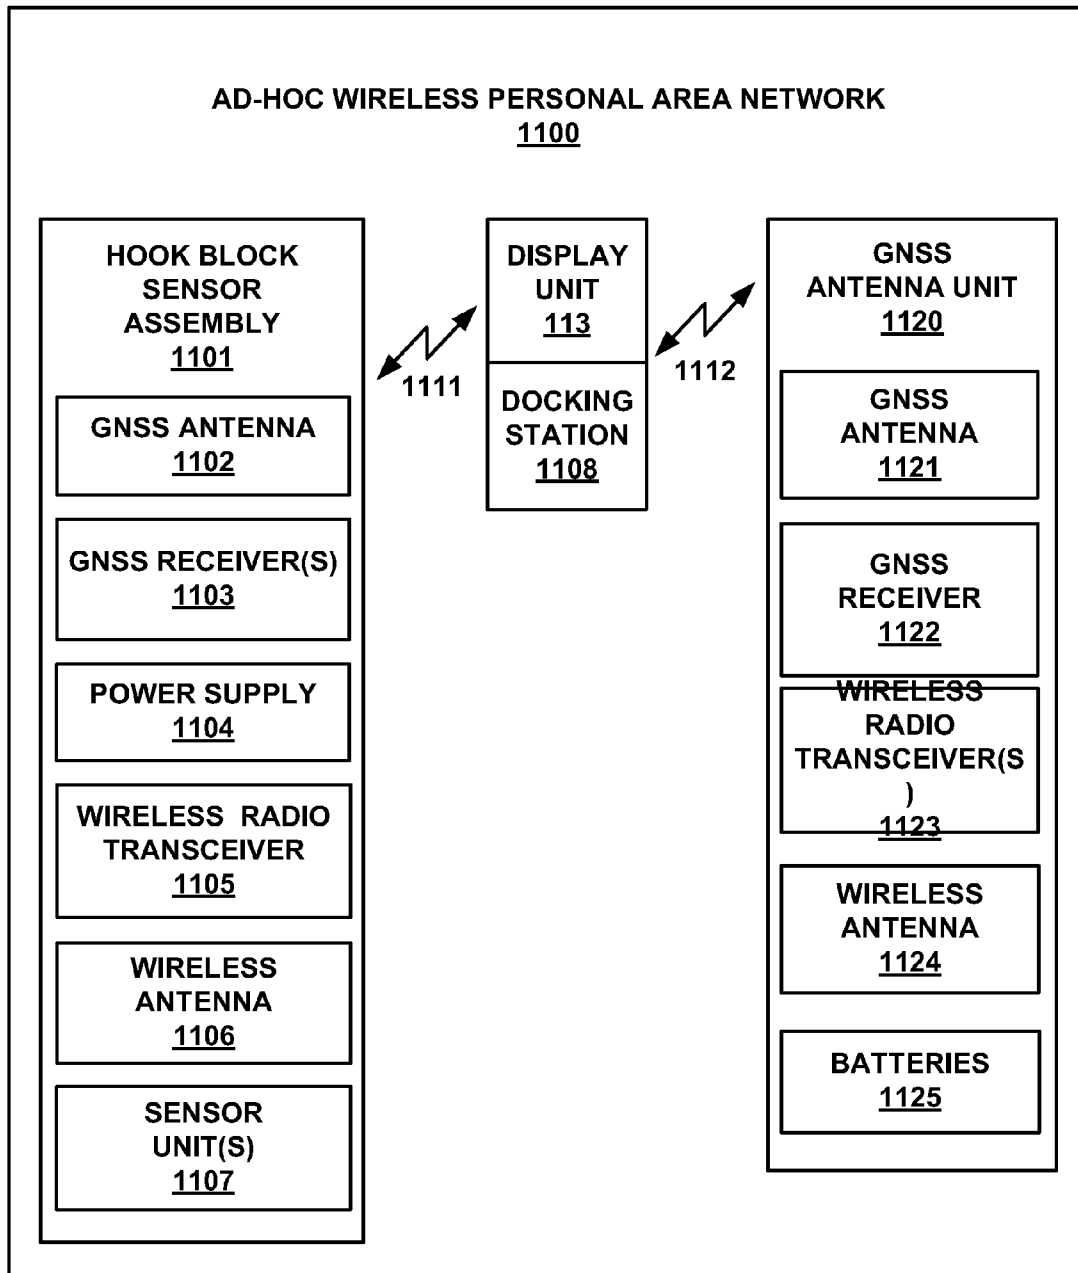 AD-HOC WIRELESS PERSONAL AREA NETWORK
1100
HOOK BLOCK
SENSOR
ASSEMBLY
1101
GNSS ANTENNA
1102
GNSS RECEIVER(S)
1103
POWER SUPPLY
1104
WIRELESS RADIO
TRANSCEIVER
1105
WIRELESS
ANTENNA
1106
SENSOR
UNIT(S)
1107
1111
DISPLAY
UNIT
113
DOCKING
STATION
1108
1112
GNSS
ANTENNA UNIT
1120
GNSS
ANTENNA
1121
GNSS
RECEIVER
1122
WIRELESS
RADIO
TRANSCEIVER(S
)
1123
WIRELESS
ANTENNA
1124
BATTERIES
1125